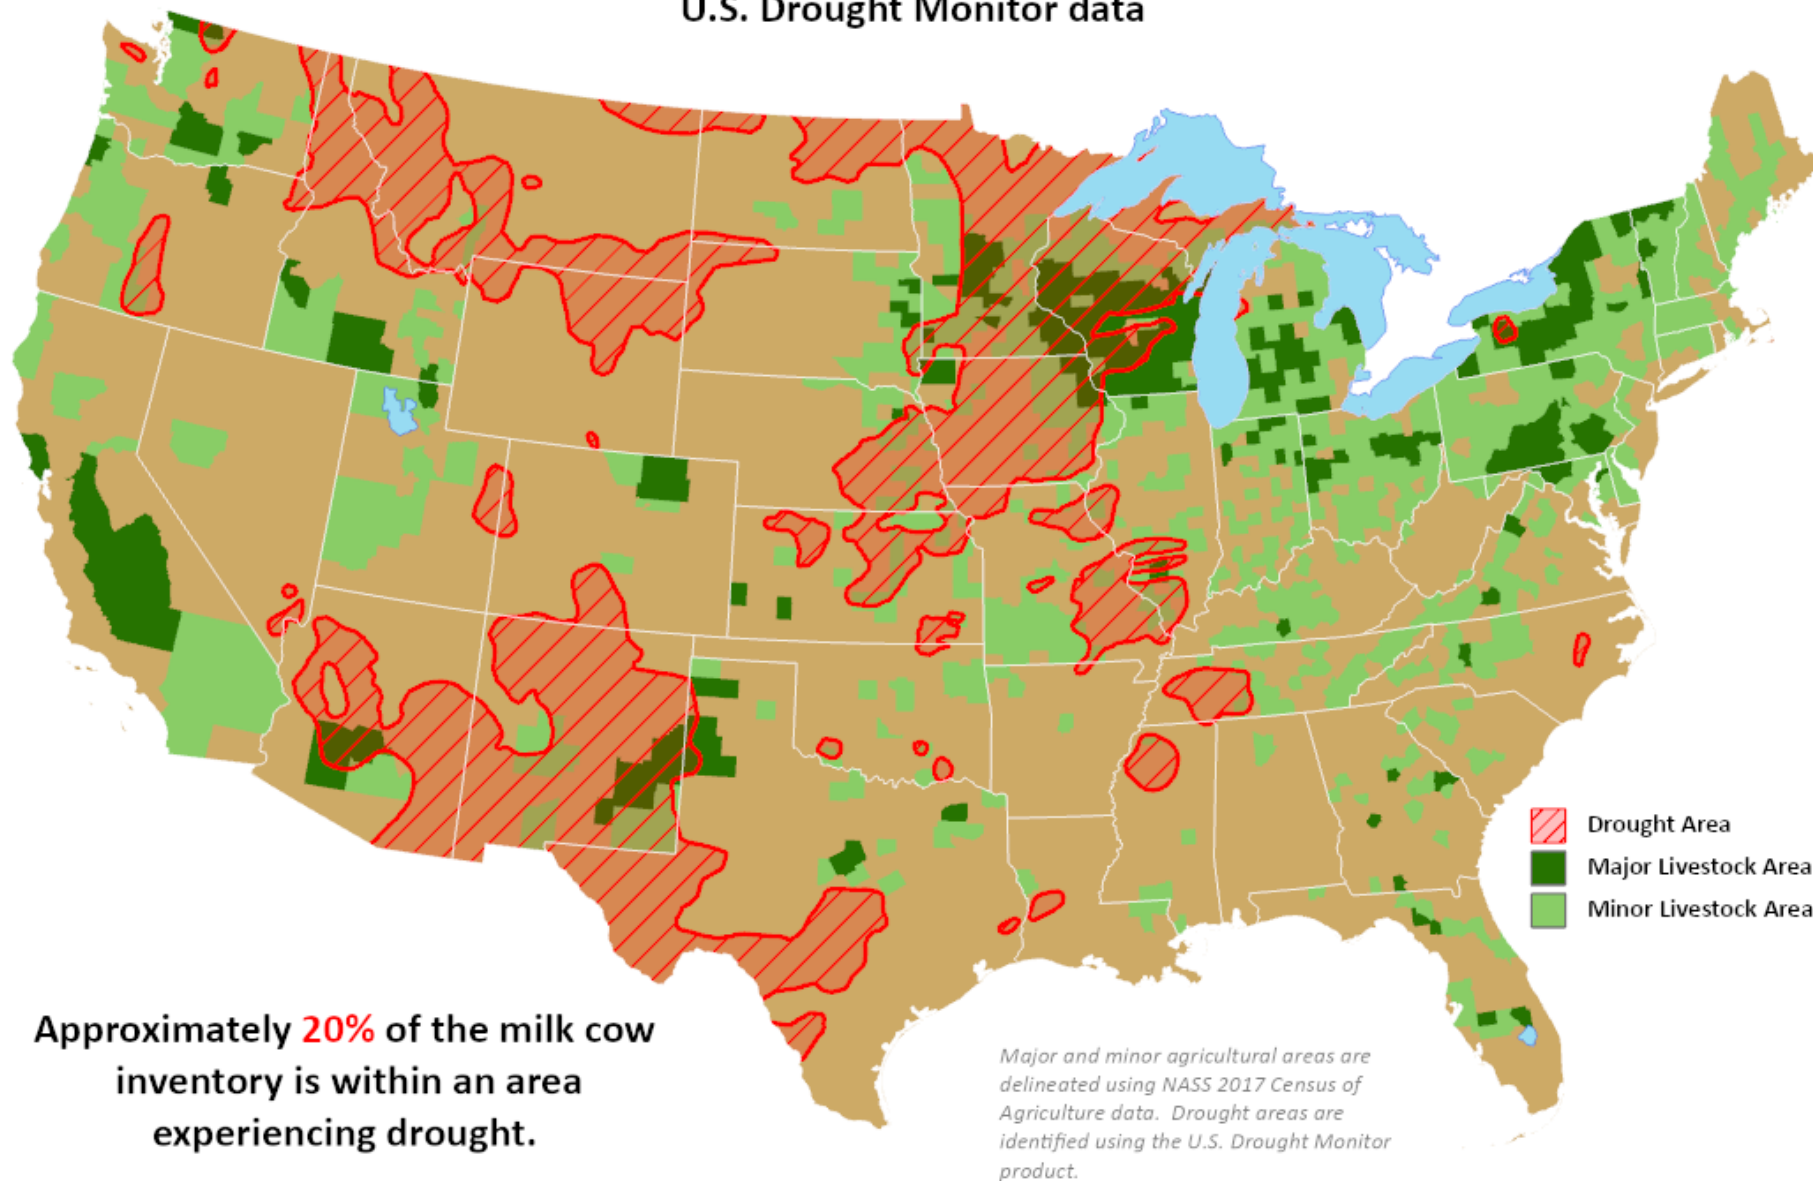 U.S. Drought Monitor data
Drought Area
Major Livestock Area
Minor Livestock Area
Approximately 20% of the milk cow
inventory is within an area
experiencing drought.
Major and minor agricultural areas are
delineated using NASS 2017 Census of
Agriculture data. Drought areas are
identified using the U.S. Drought Monitor
product.